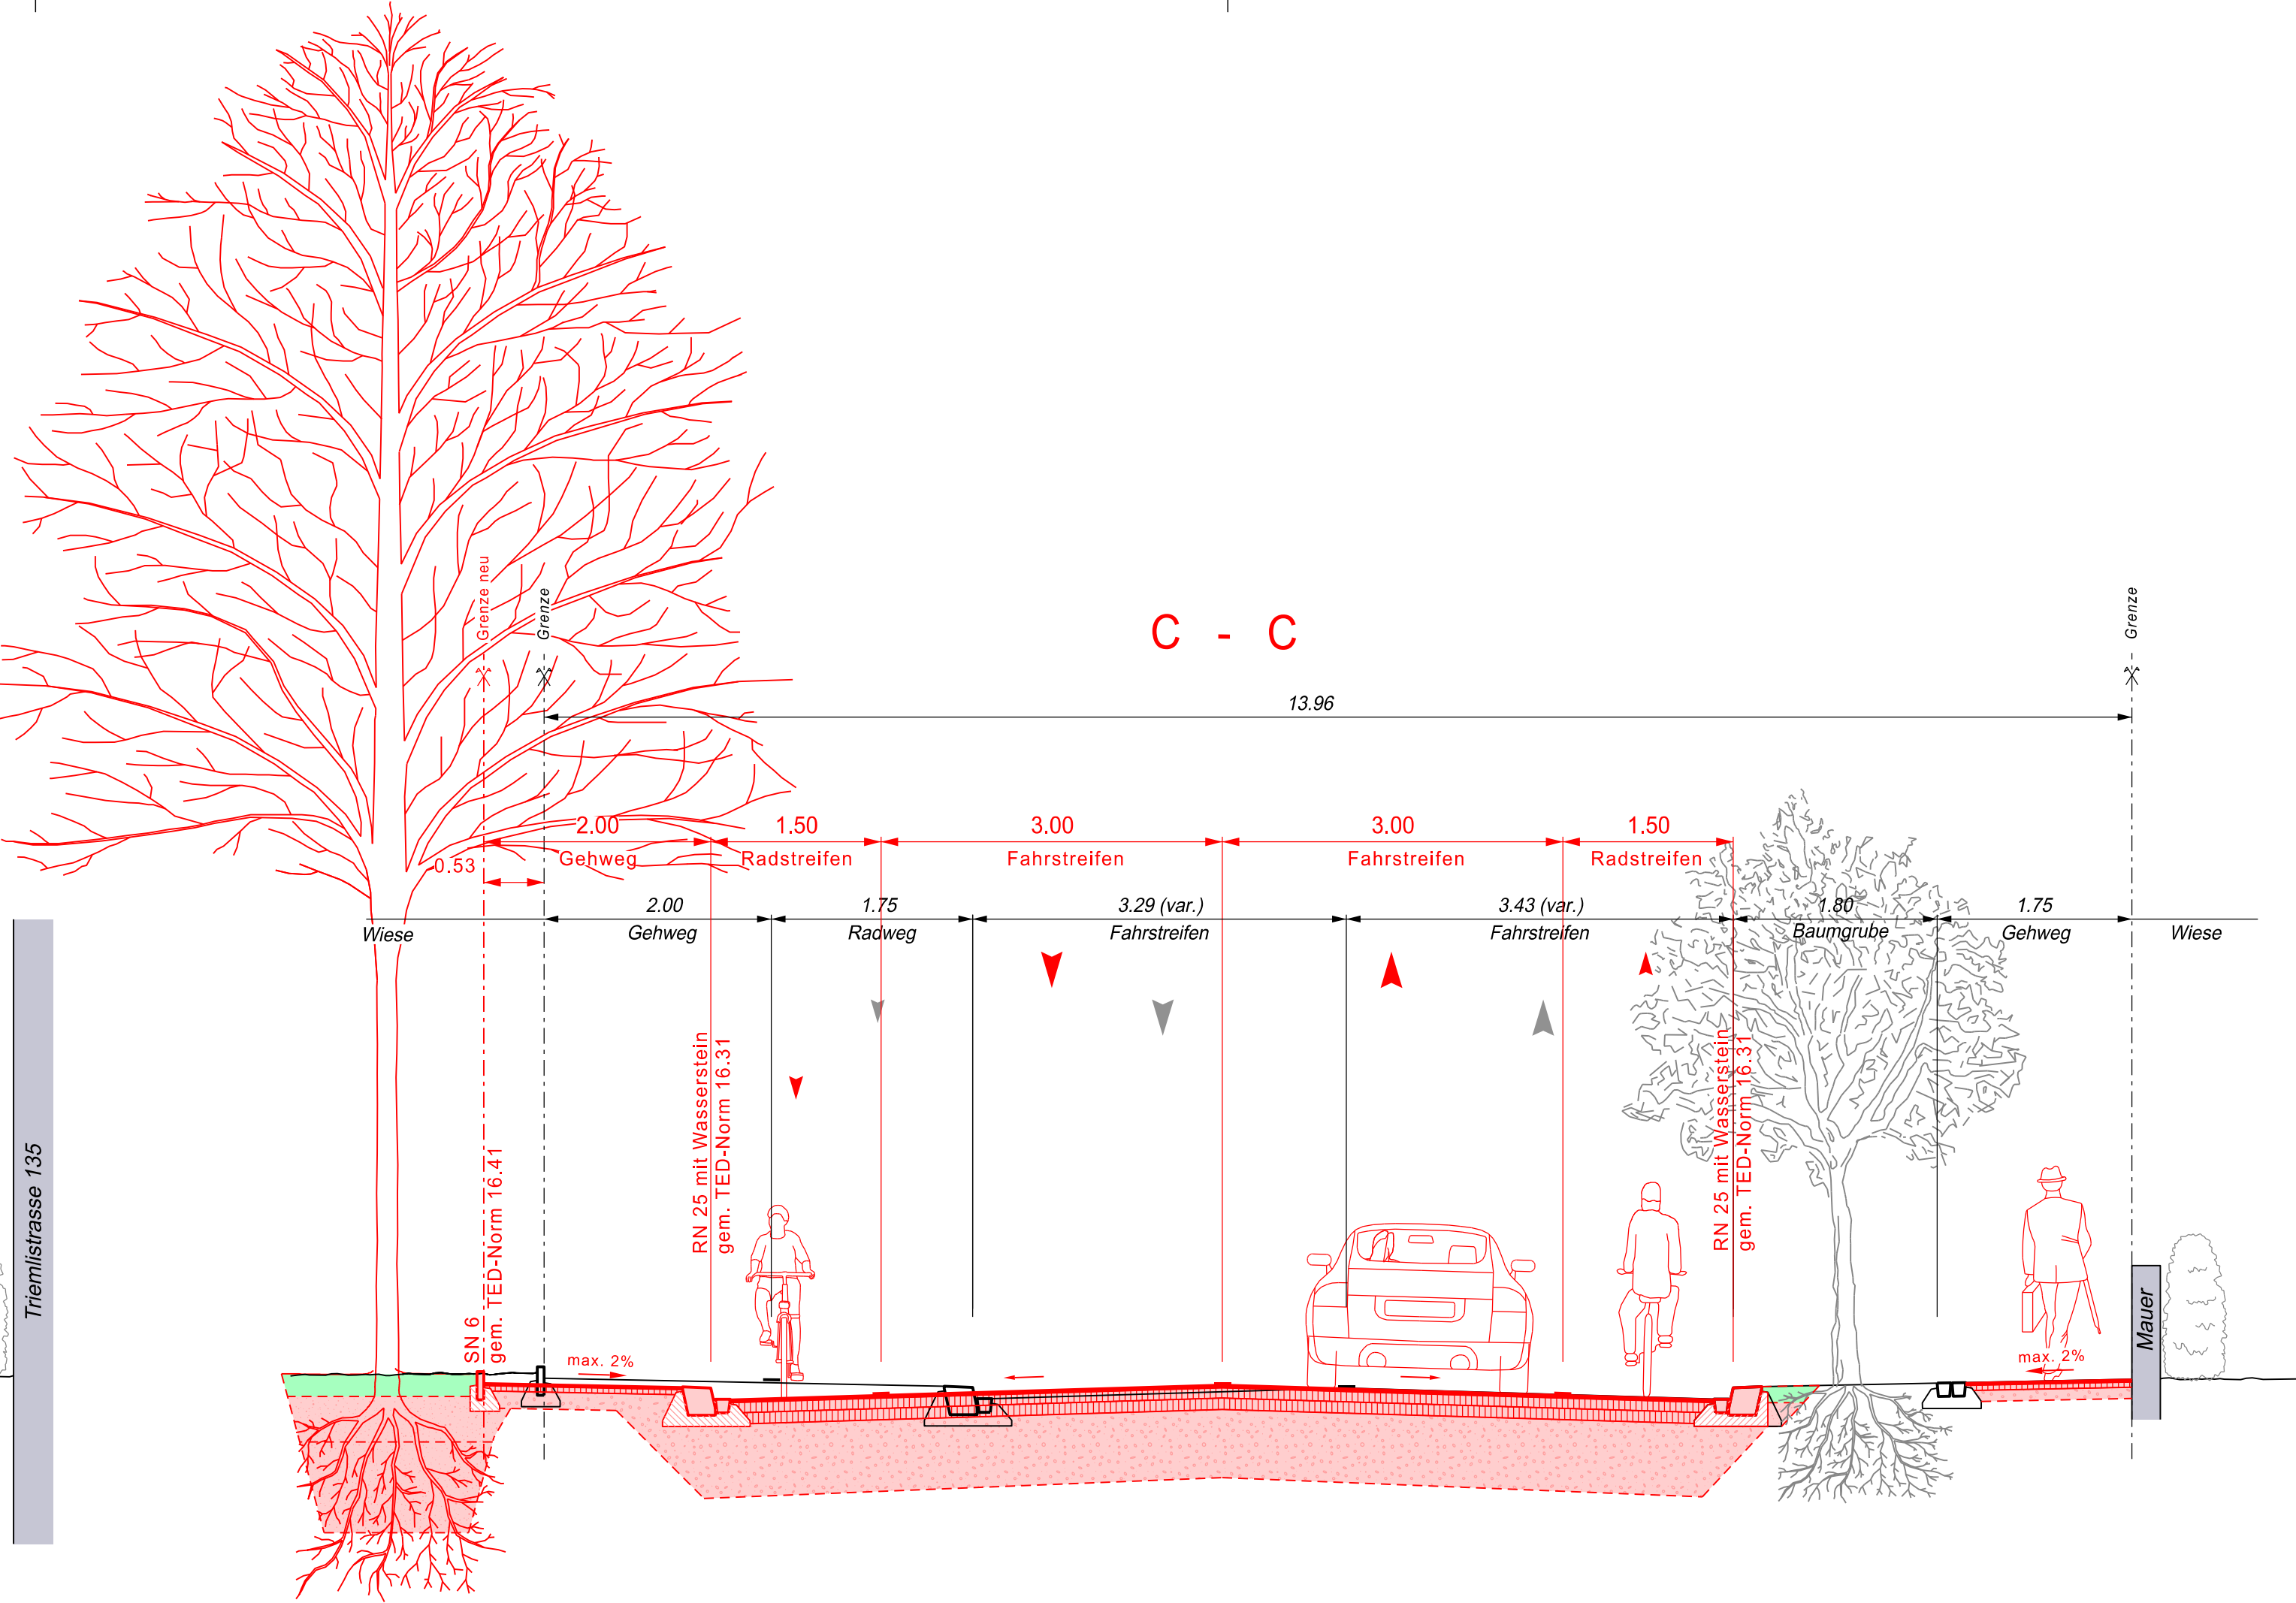 Grenze neu
Grenze
Grenze
C - C
13.96
2.00
1.50
3.00
3.00
1.50
Gehweg
Radstreifen
Fahrstreifen
Fahrstreifen
Radstreifen
0.53
2.00
1.75
3.29 (var.)
3.43 (var.)
1.80
1.75
Wiese
Gehweg
Radweg
Fahrstreifen
Fahrstreifen
Baumgrube
Gehweg
Wiese
Triemlistrasse 135
SN 6
gem. TED-Norm 16.41
RN 25 mit Wasserstein
gem. TED-Norm 16.31
RN 25 mit Wasserstein
gem. TED-Norm 16.31
Mauer
max. 2%
max. 2%